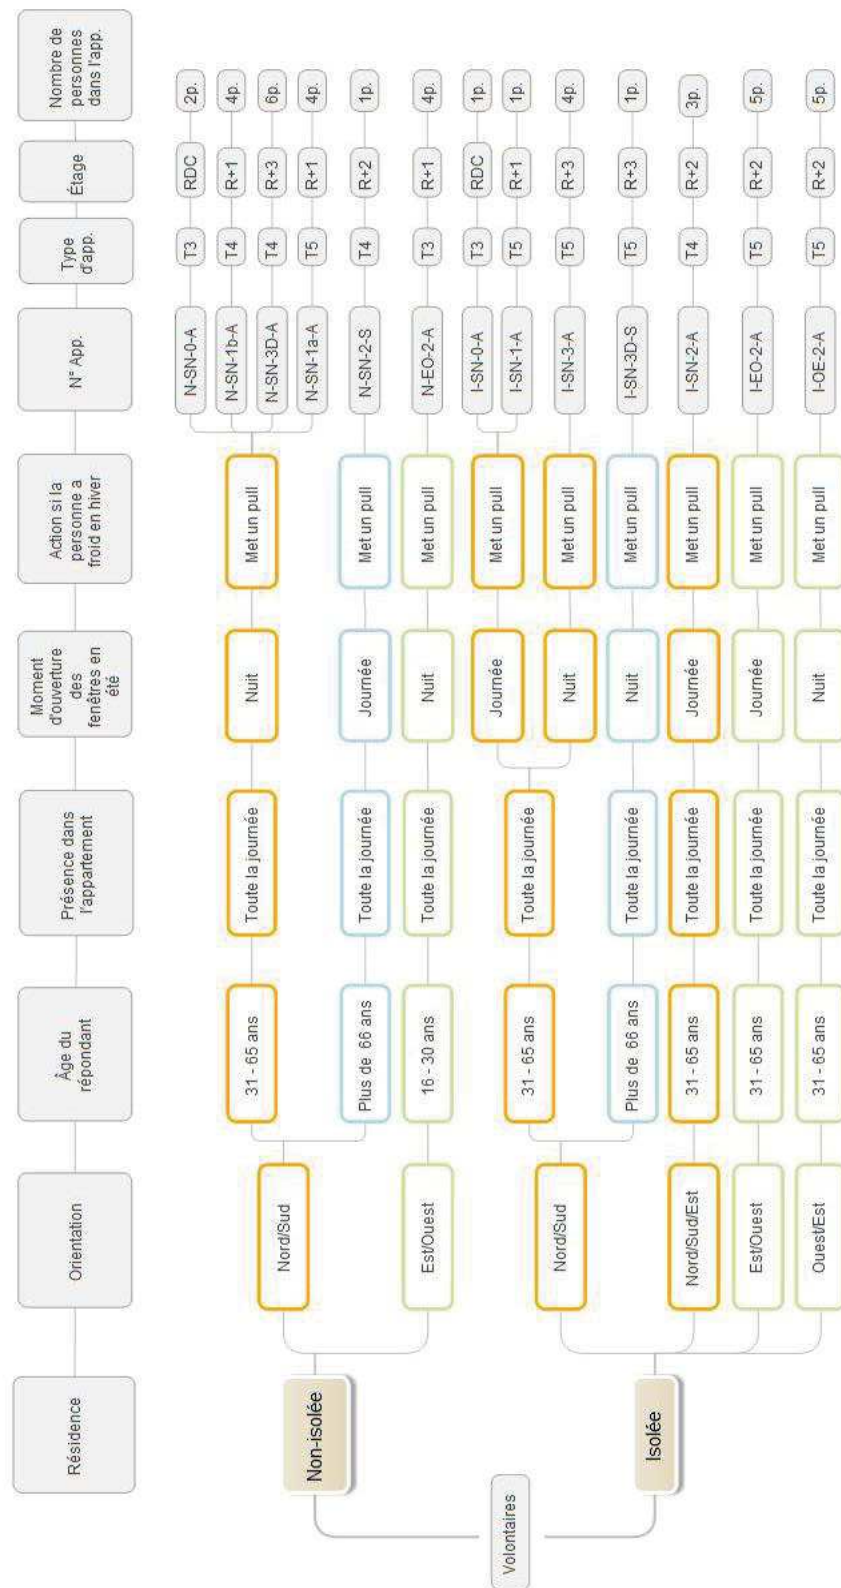 Résidence
Orientation
Âge du
répondant
Présence dans
l'appartement
Moment
d'ouverture
des
fenêtres en
été
Action si la
personne a
froid en hiver
N° App.
Type
d'app.
Étage
Nombre de
personnes
dans l'app.
Volontaires
Non-isolée
Nord/Sud
31 - 65 ans
Toute la journée
Nuit
Met un pull
N-SN-0-A
T3
RDC
2p.
N-SN-1b-A
T4
R+1
4p.
N-SN-3D-A
T4
R+3
6p.
N-SN-1a-A
T5
R+1
4p.
Plus de 66 ans
Toute la journée
Journée
Met un pull
N-SN-2-S
T4
R+2
1p.
Est/Ouest
16 - 30 ans
Toute la journée
Nuit
Met un pull
N-EO-2-A
T3
R+1
4p.
Isolée
Nord/Sud
31 - 65 ans
Toute la journée
Journée
Met un pull
I-SN-0-A
T3
RDC
1p.
I-SN-1-A
T5
R+1
1p.
Nuit
Met un pull
I-SN-3-A
T5
R+3
4p.
Plus de 66 ans
Toute la journée
Nuit
Met un pull
I-SN-3D-S
T5
R+3
1p.
Nord/Sud/Est
31 - 65 ans
Toute la journée
Journée
Met un pull
I-SN-2-A
T4
R+2
3p.
Est/Ouest
31 - 65 ans
Toute la journée
Journée
Met un pull
I-EO-2-A
T5
R+2
5p.
Ouest/Est
31 - 65 ans
Toute la journée
Nuit
Met un pull
I-OE-2-A
T5
R+2
5p.